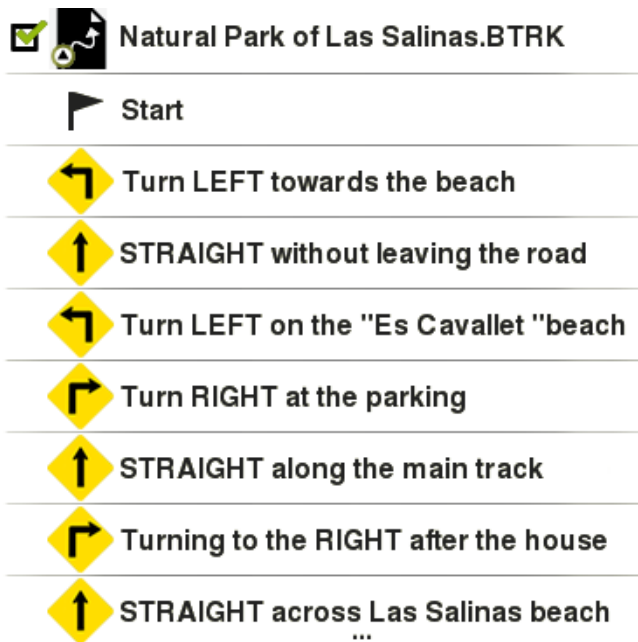 Natural Park of Las Salinas.BTRK
Start
Turn LEFT towards the beach
STRAIGHT without leaving the road
Turn LEFT on the "Es Cavallet "beach
Turn RIGHT at the parking
STRAIGHT along the main track
Turning to the RIGHT after the house
STRAIGHT across Las Salinas beach
...